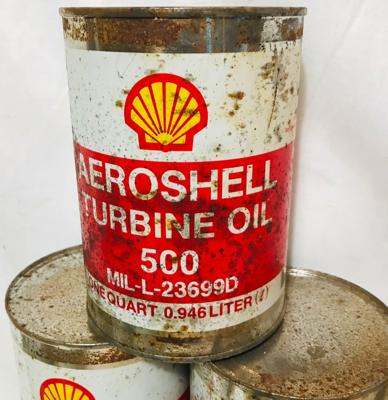 AEROSHELL
TURBINE OIL
500
MIL-L-23699D
ONE QUART 0.946 LITER (ℓ)